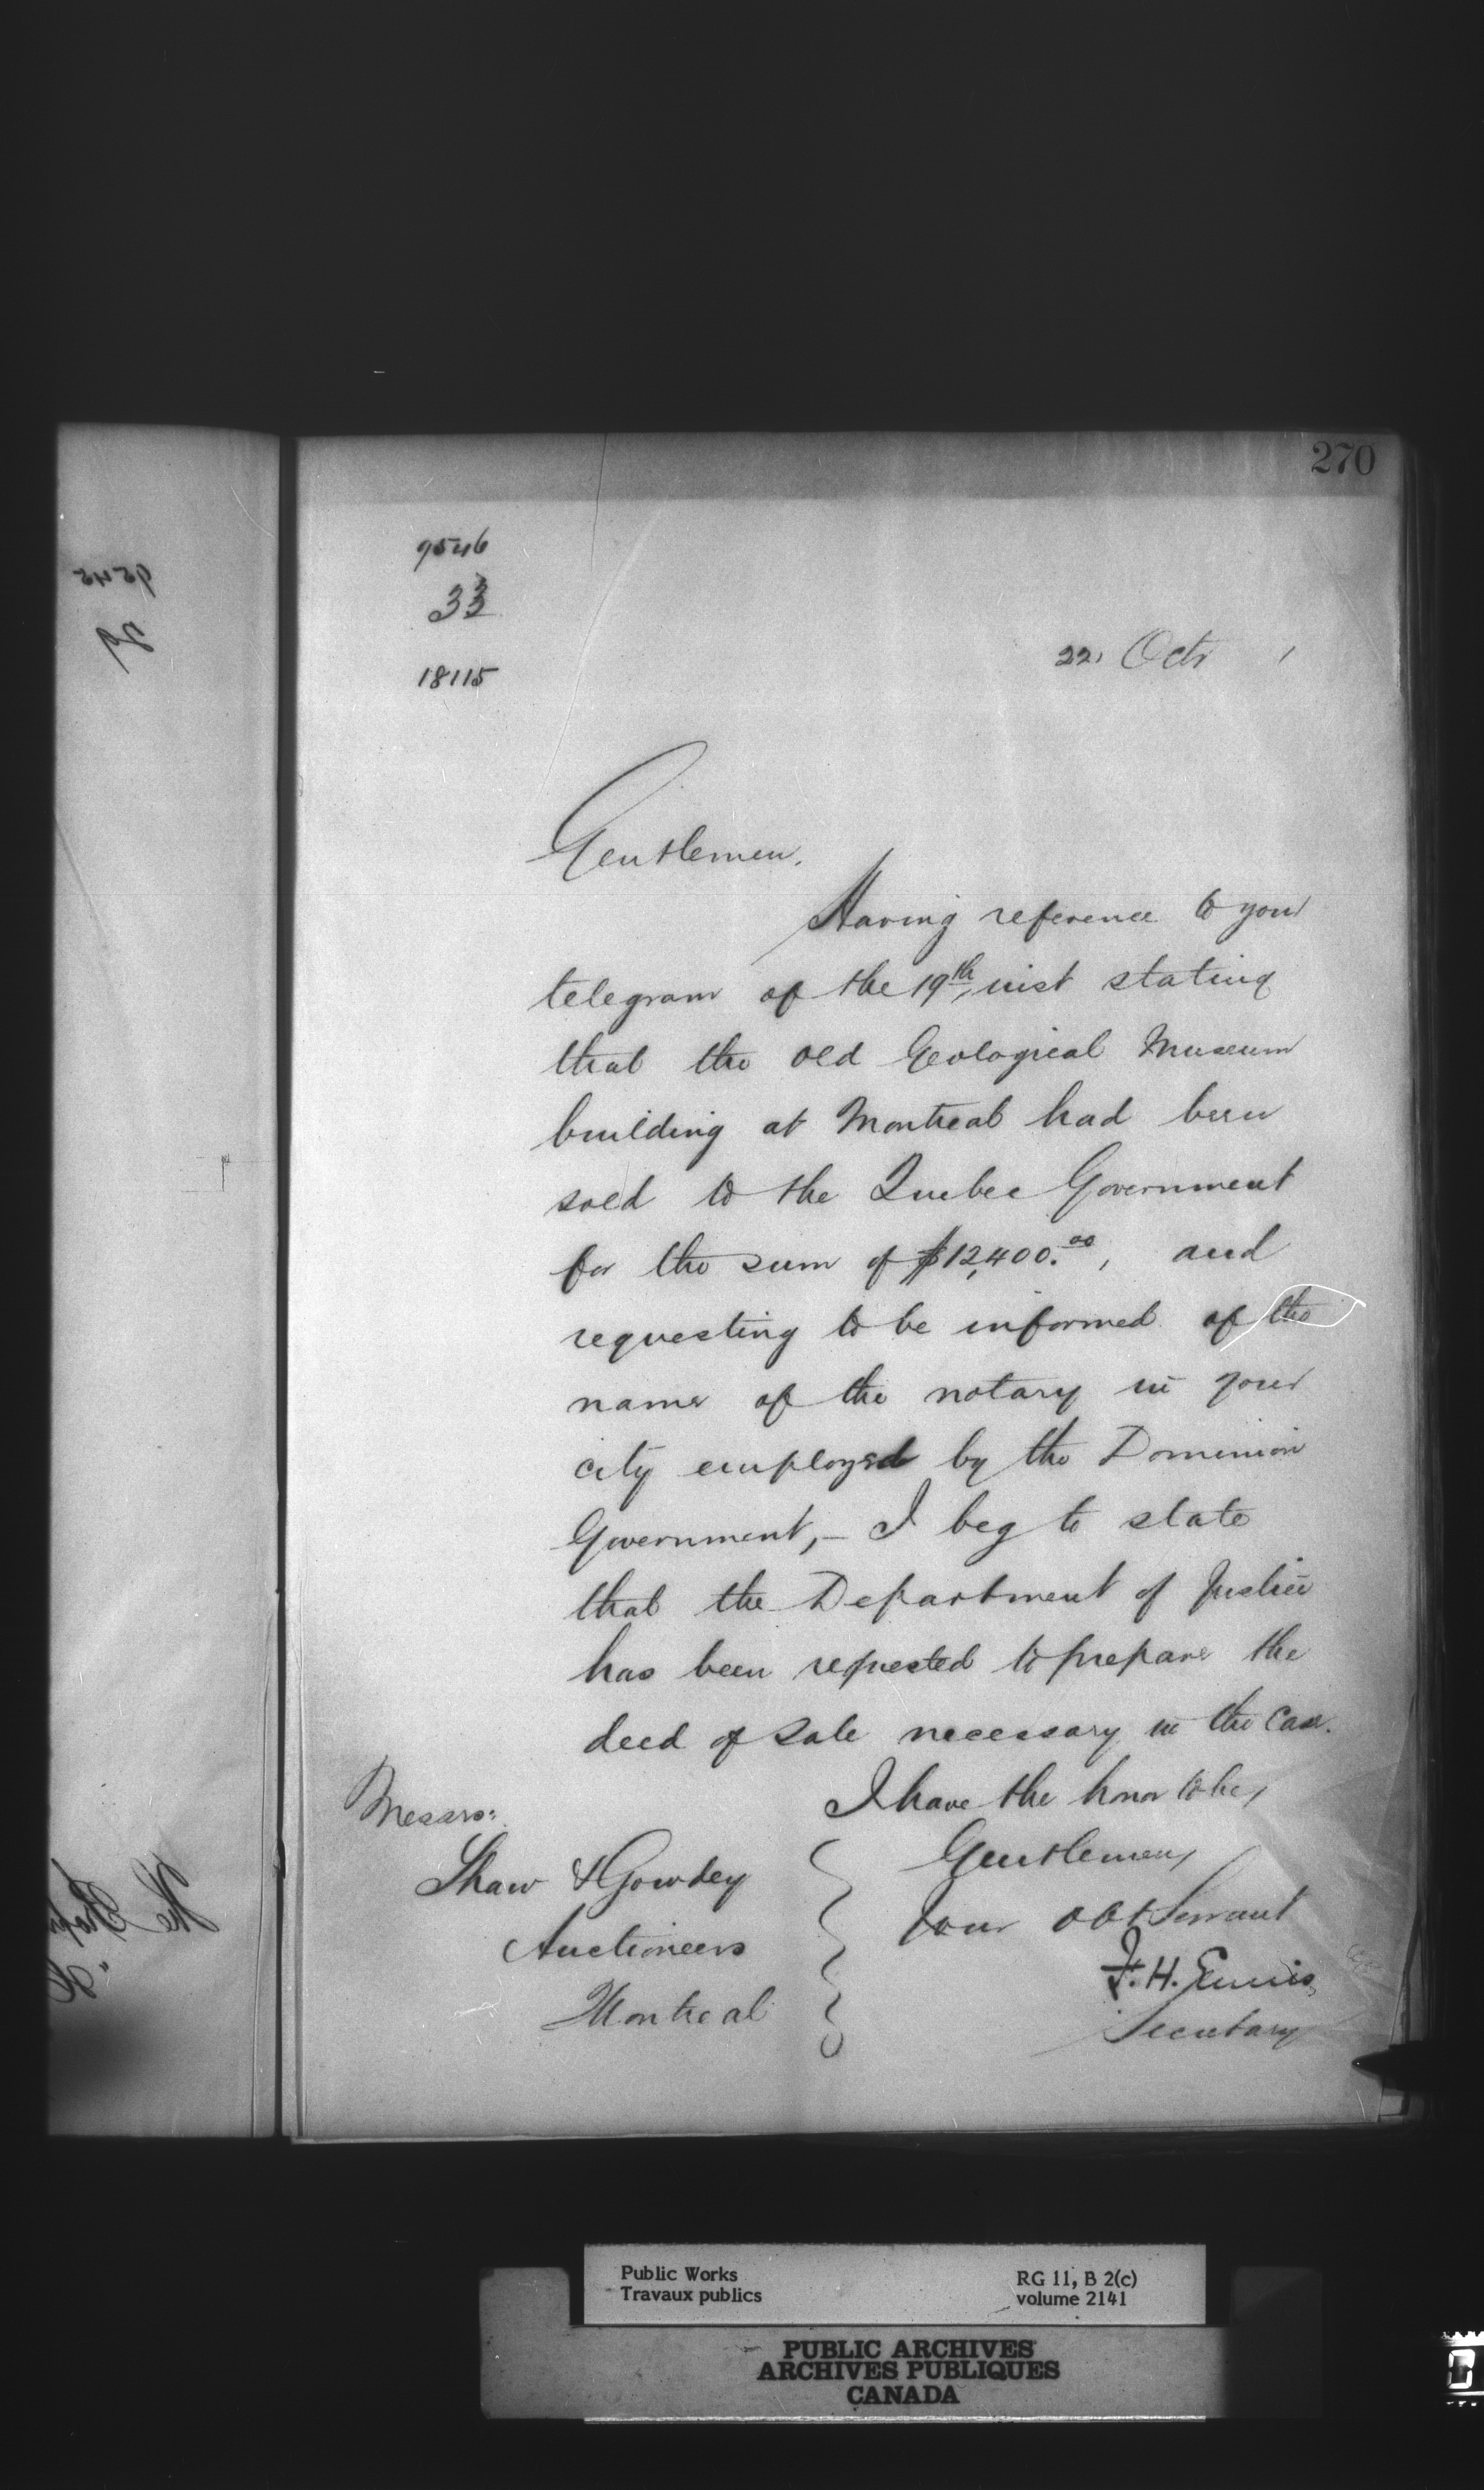 270
9546
33
18115
22, Octr
Gentlemen,
Having reference to your
telegram of the 19th inst stating
that the old Geological Museum
building at Montreal had been
sold to the Quebec Government
for the sum of $12,400.00, and
requesting to be informed of the
name of the notary in your
city employed by the Dominion
Government, – I beg to state
that the Department of Justice
has been requested to prepare the
deed of sale necessary in the case.
I have the honor to be,
Gentlemen,
Your obt Servant
F. H. Ennis,
Secretary
Messrs:
Shaw & Gowdey
Auctioneers
Montreal
Public Works
Travaux publics
RG 11, B 2(c)
volume 2141
PUBLIC ARCHIVES
ARCHIVES PUBLIQUES
CANADA